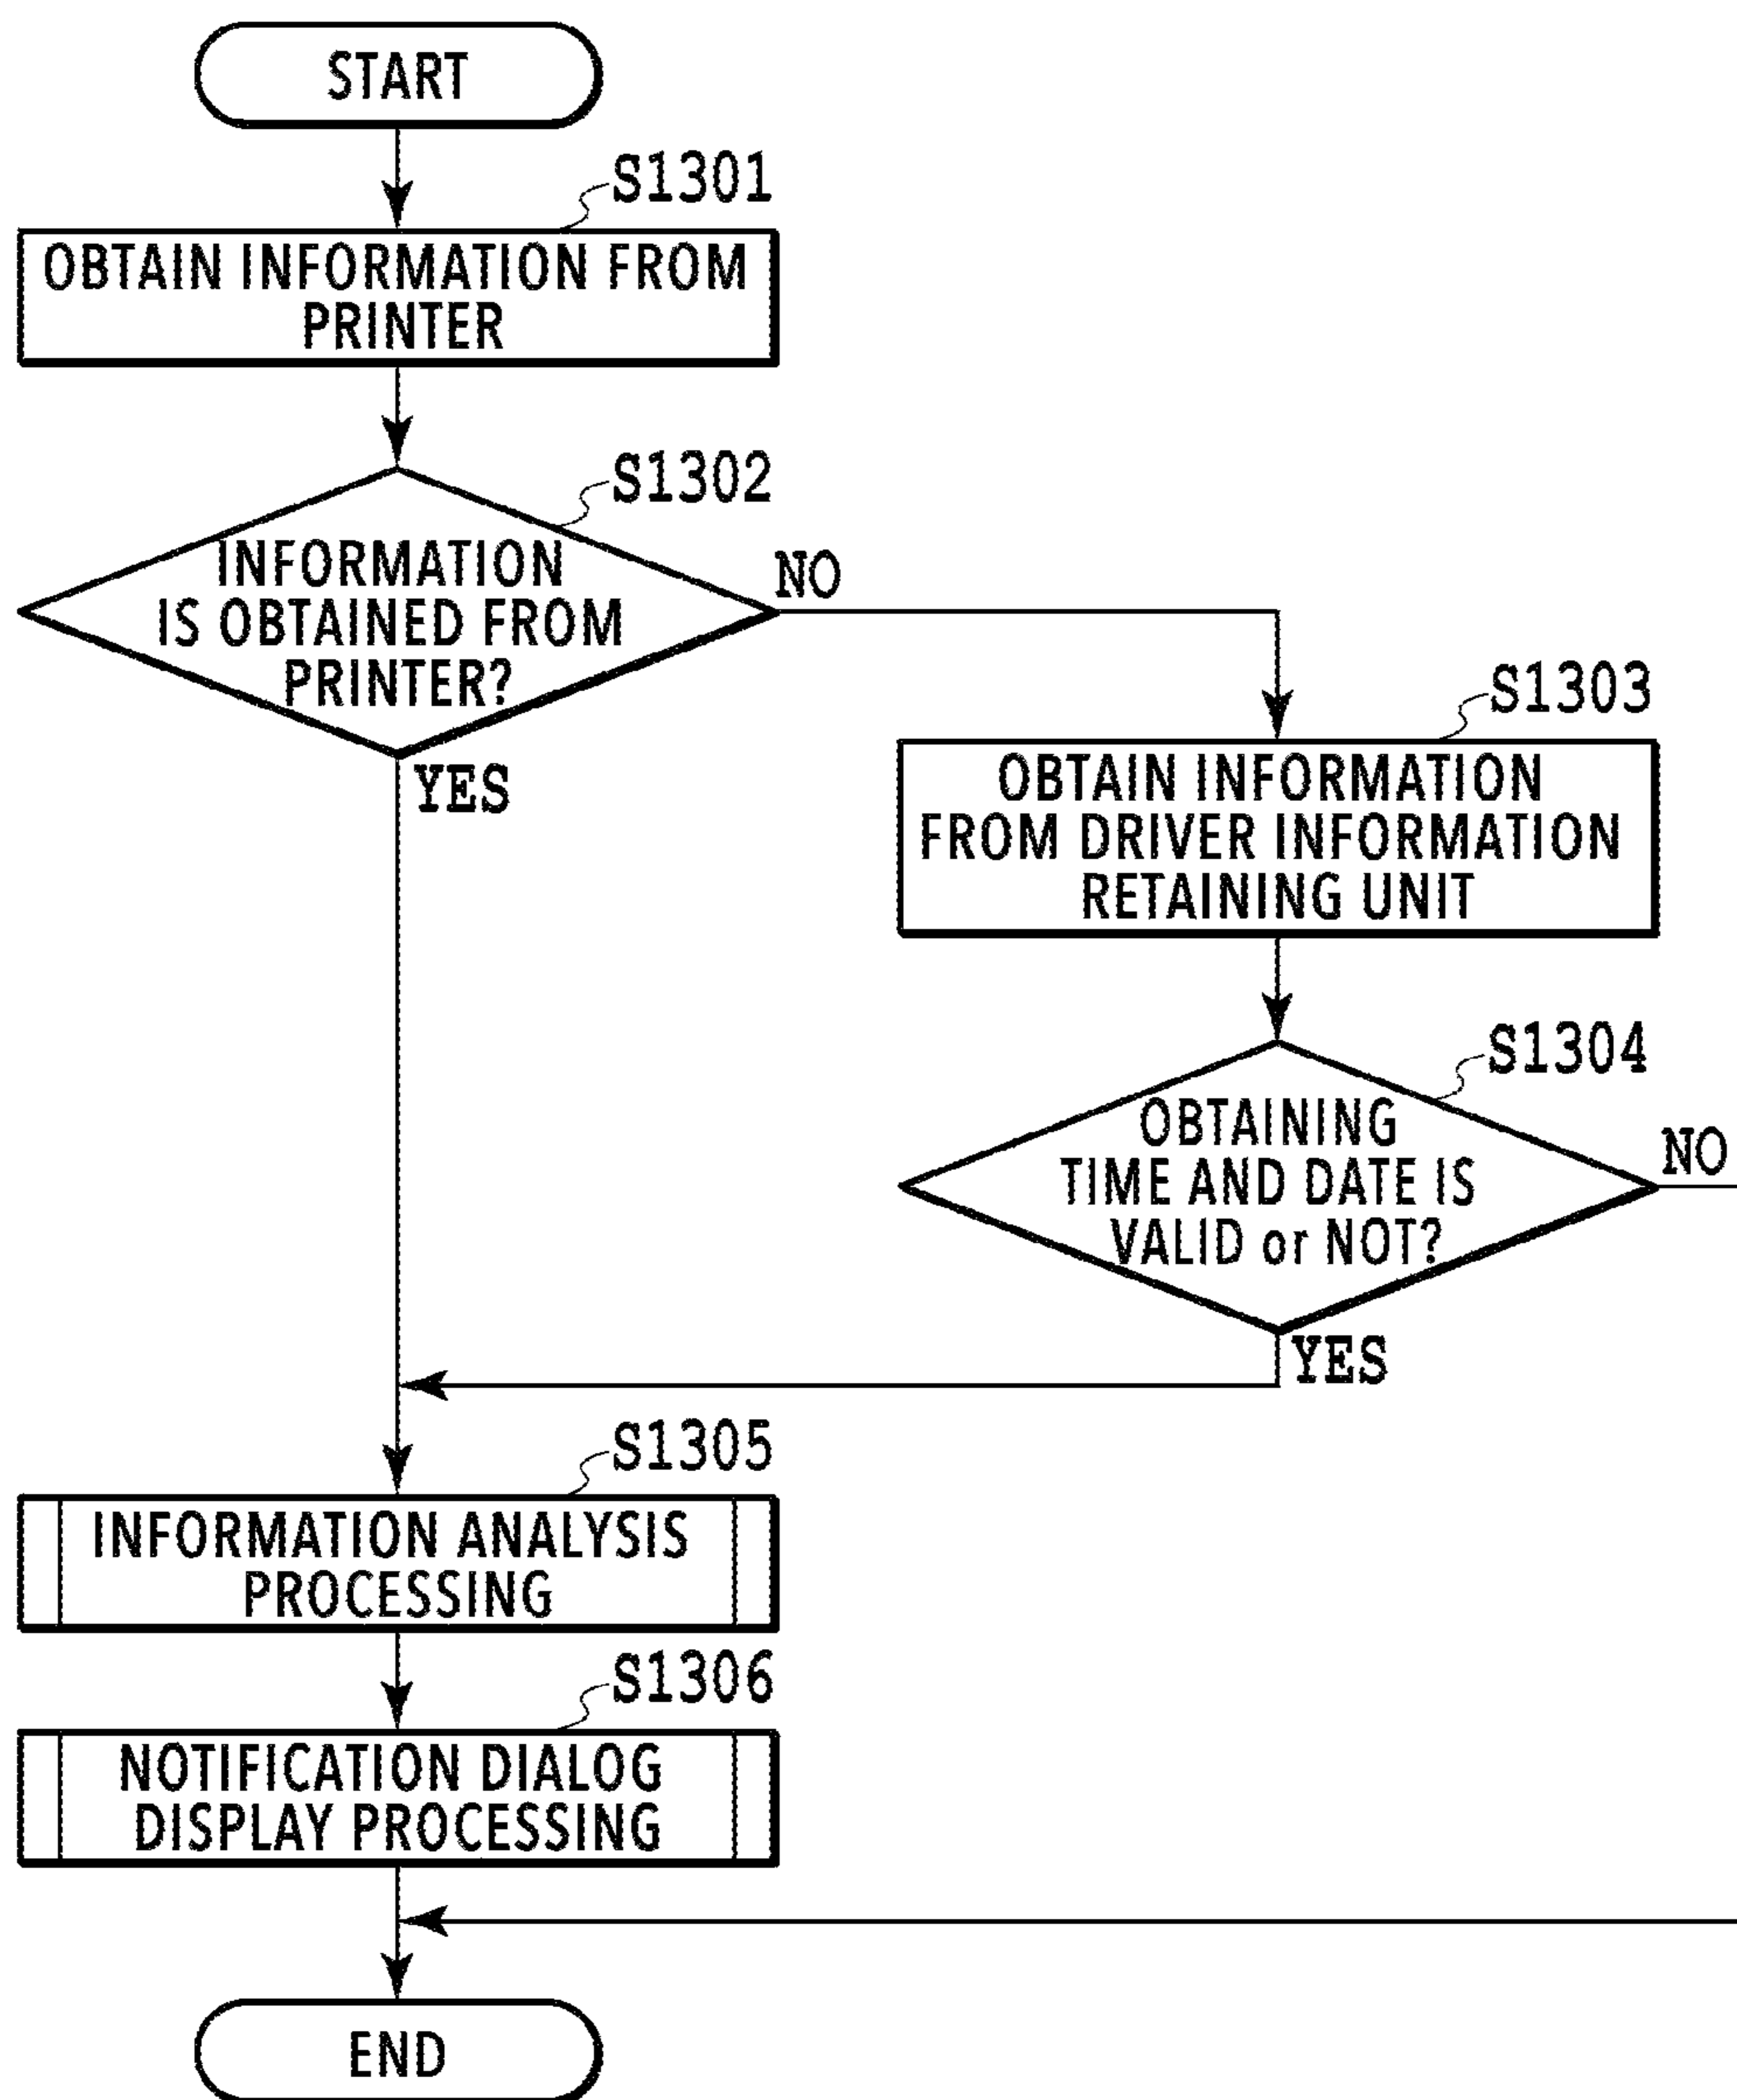 START
S1301
OBTAIN INFORMATION FROM
PRINTER
S1302
INFORMATION
IS OBTAINED FROM
PRINTER?
NO
YES
S1303
OBTAIN INFORMATION
FROM DRIVER INFORMATION
RETAINING UNIT
S1304
OBTAINING
TIME AND DATE IS
VALID or NOT?
NO
YES
S1305
INFORMATION ANALYSIS
PROCESSING
S1306
NOTIFICATION DIALOG
DISPLAY PROCESSING
END